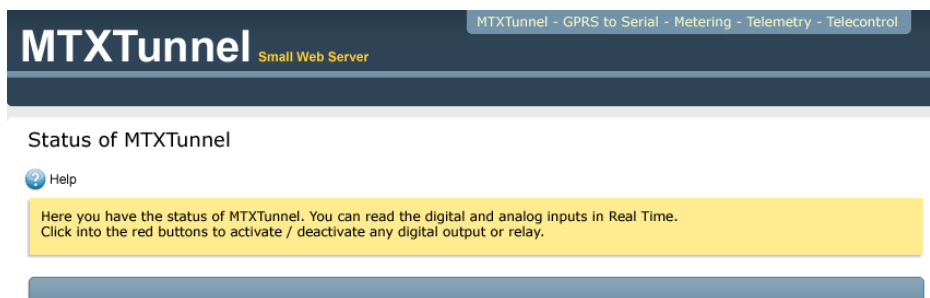 MTXTunnel - GPRS to Serial - Metering - Telemetry - Telecontrol
MTXTunnel Small Web Server
Status of MTXTunnel
? Help
Here you have the status of MTXTunnel. You can read the digital and analog inputs in Real Time.
Click into the red buttons to activate / deactivate any digital output or relay.